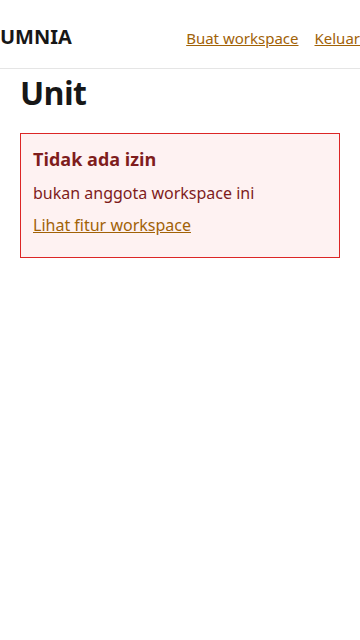 UMNIA
Buat workspace Keluar
Unit
Tidak ada izin
bukan anggota workspace ini
Lihat fitur workspace